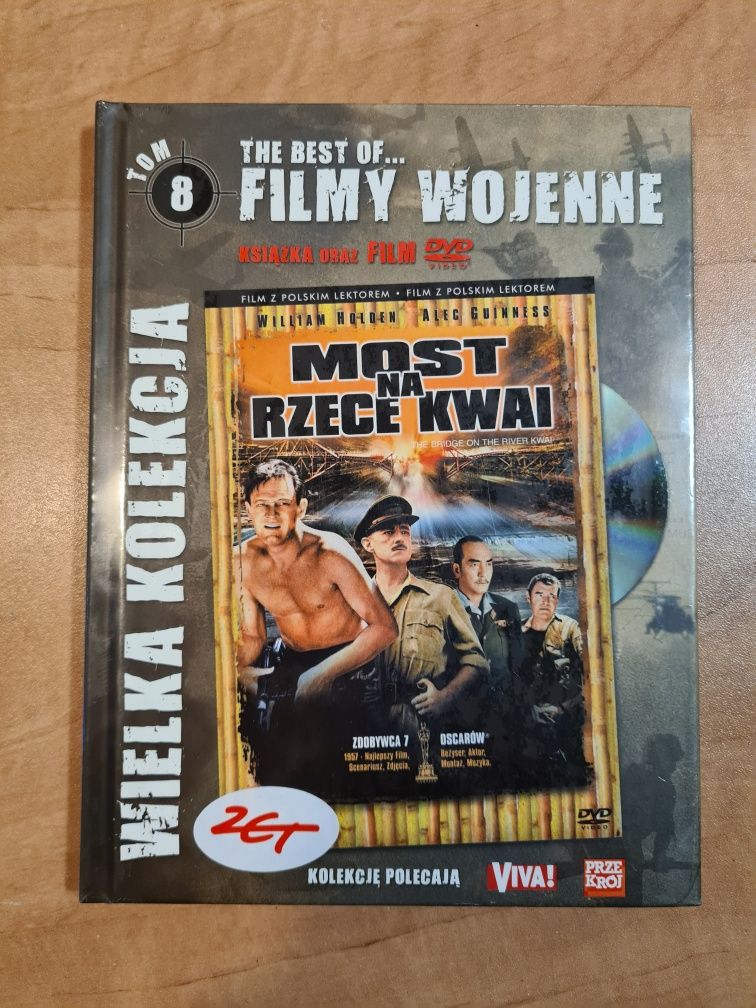 TOM
8
THE BEST OF...
FILMY WOJENNE
KSIĄŻKA ORAZ FILM DVD
VIDEO
WIELKA KOLEKCJA
FILM Z POLSKIM LEKTOREM • FILM Z POLSKIM LEKTOREM
WILLIAM HOLDEN ALEC GUINNESS
MOST
NA
RZECE KWAI
THE BRIDGE ON THE RIVER KWAI
ZDOBYWCA 7 OSCARÓW®
1957 - Najlepszy Film, Reżyser, Aktor,
Scenariusz, Zdjęcia, Montaż, Muzyka.
DVD
VIDEO
ZET
KOLEKCJĘ POLECAJĄ
VIVA!
PRZE
KRÓJ